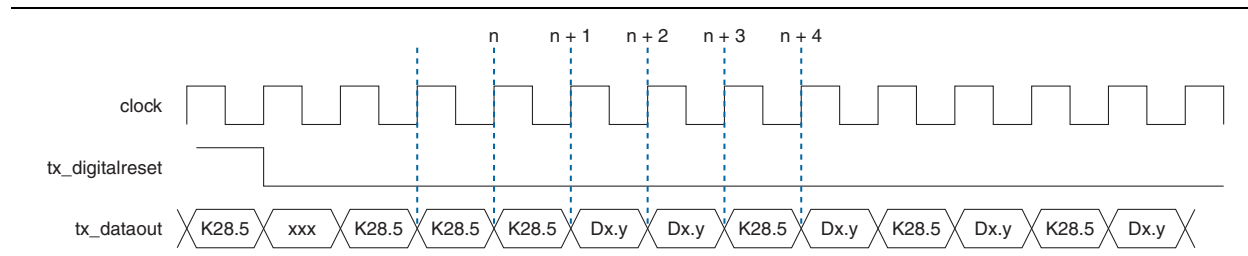 n n + 1 n + 2 n + 3 n + 4
clock
tx_digitalreset
tx_dataout K28.5 xxx K28.5 K28.5 K28.5 Dx.y Dx.y K28.5 Dx.y K28.5 Dx.y K28.5 Dx.y